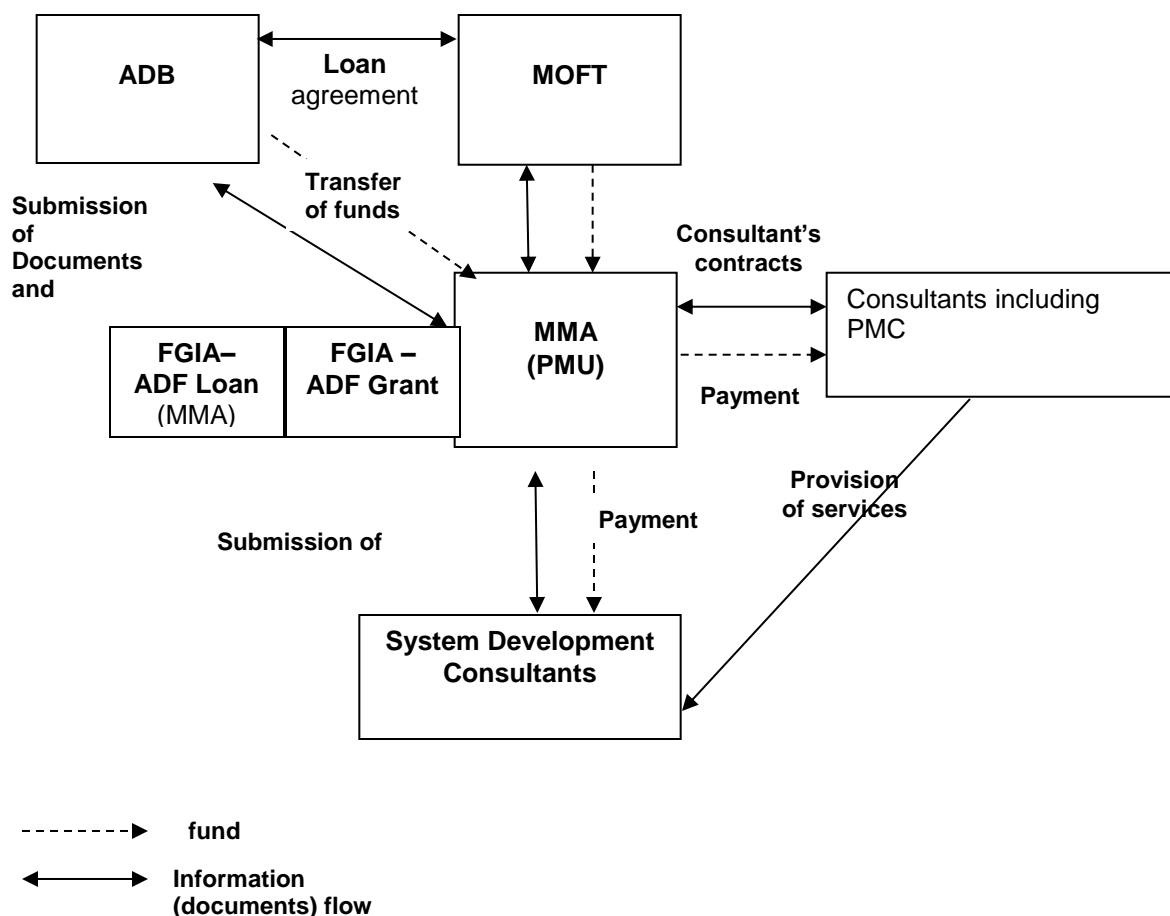 ADB
Loan
agreement
MOFT
Transfer
of funds
Submission
of
Documents
and
Consultant’s
contracts
Consultants including
PMC
FGIA–
ADF Loan
(MMA)
FGIA –
ADF Grant
MMA
(PMU)
Payment
Provision
of services
Submission of
Payment
System Development
Consultants
fund
Information
(documents) flow